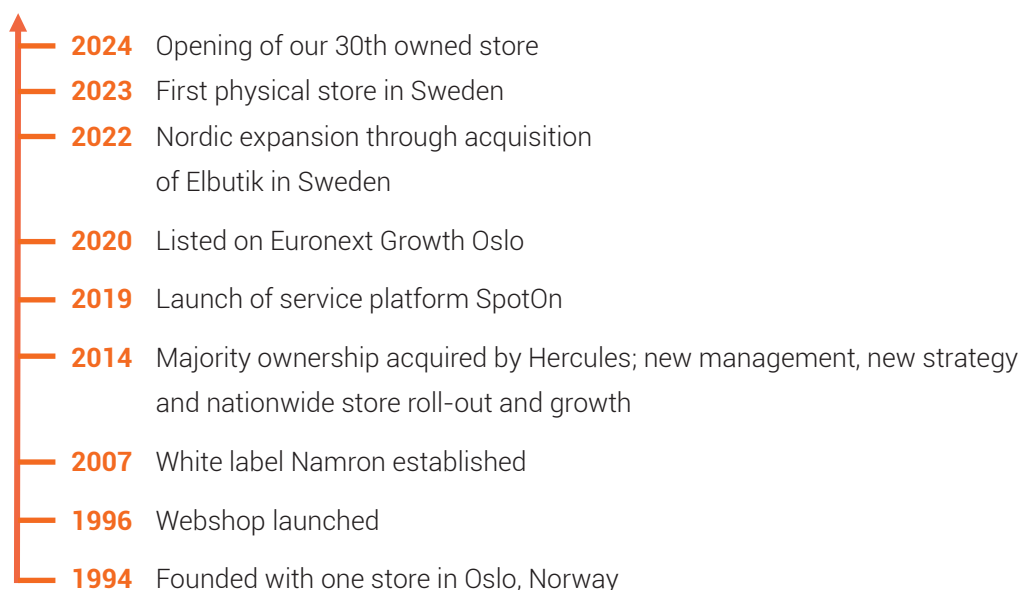 2024 Opening of our 30th owned store
2023 First physical store in Sweden
2022 Nordic expansion through acquisition
of Elbutik in Sweden
2020 Listed on Euronext Growth Oslo
2019 Launch of service platform SpotOn
2014 Majority ownership acquired by Hercules; new management, new strategy
and nationwide store roll-out and growth
2007 White label Namron established
1996 Webshop launched
1994 Founded with one store in Oslo, Norway